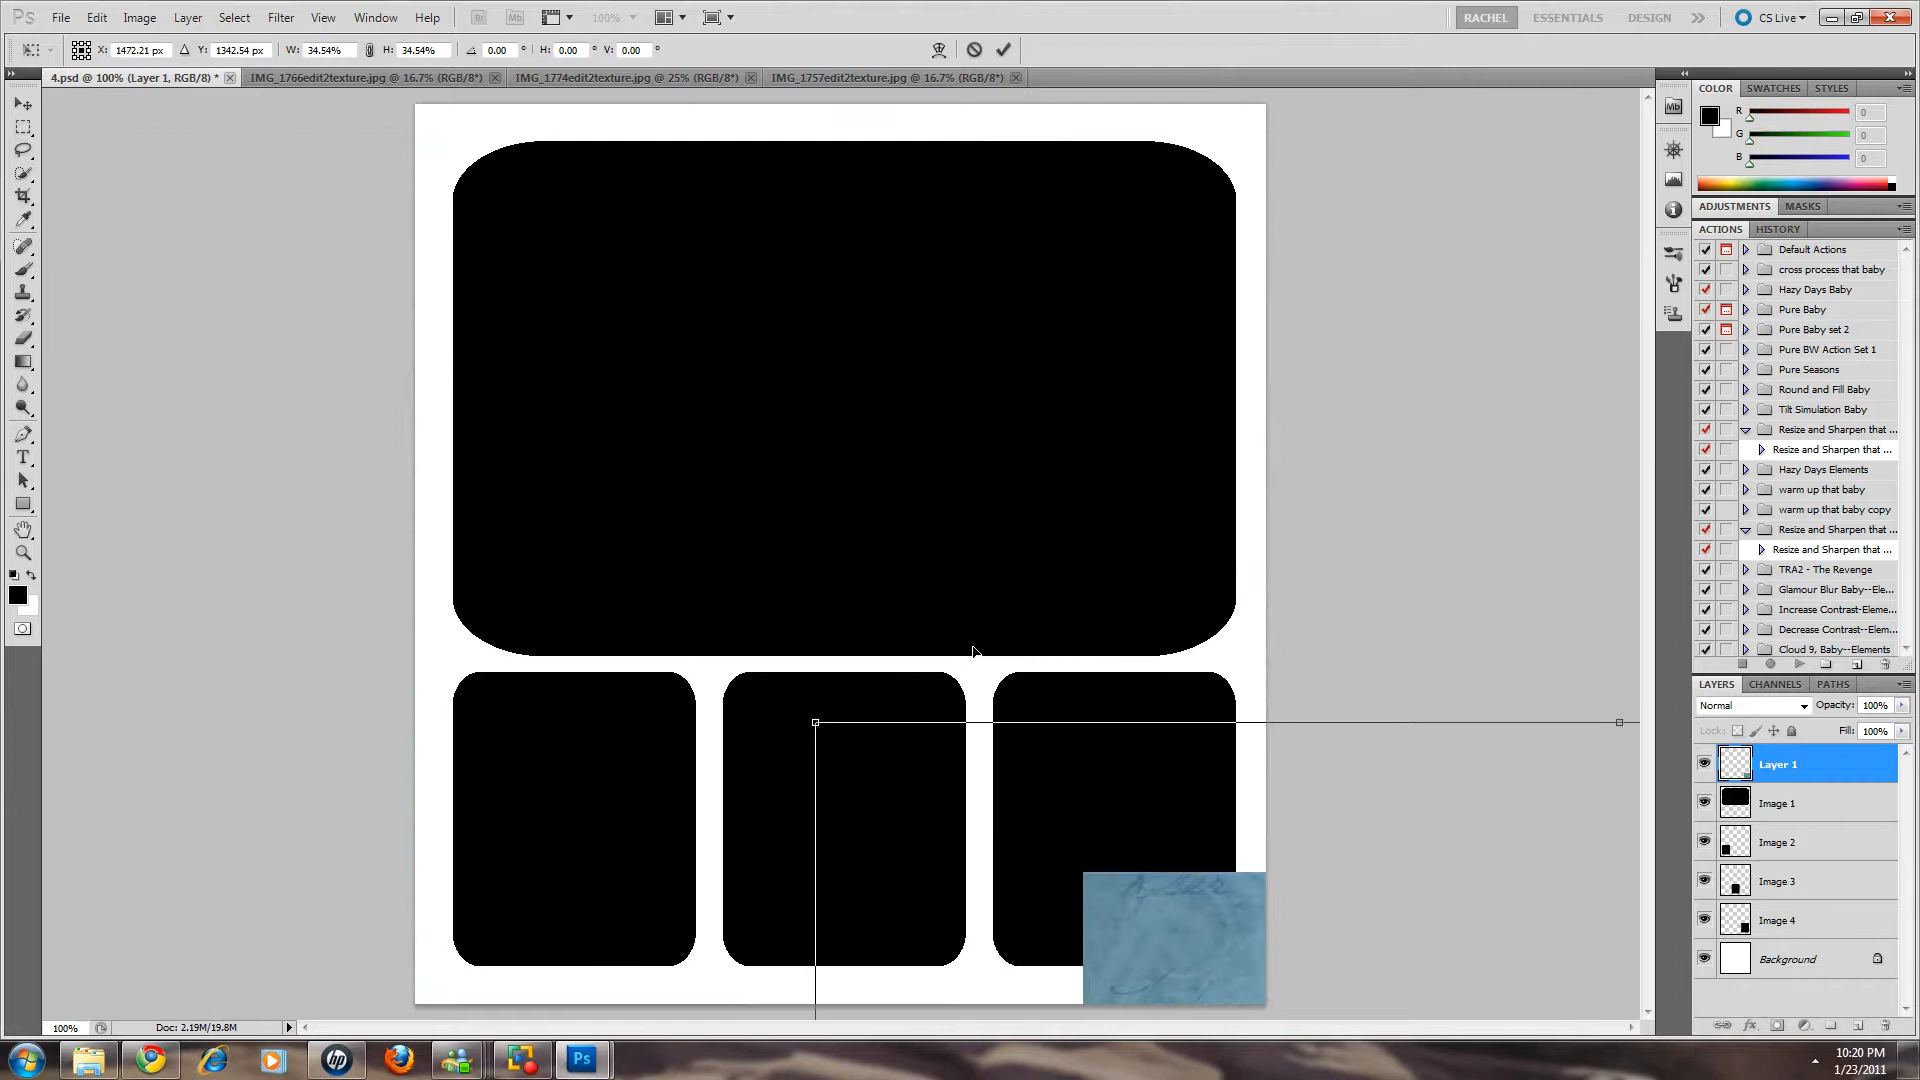 Ps File Edit Image Layer Select Filter View Window Help Br Mb 100% RACHEL ESSENTIALS DESIGN CS Live
X: 1472.21 px Y: 1342.54 px W: 34.54% H: 34.54% 0.00 ° H: 0.00 ° V: 0.00 °
4.psd @ 100% (Layer 1, RGB/8) * IMG_1766edit2texture.jpg @ 16.7% (RGB/8*) IMG_1774edit2texture.jpg @ 25% (RGB/8*) IMG_1757edit2texture.jpg @ 16.7% (RGB/8*)
COLOR SWATCHES STYLES
Mb
R 0
G 0
B 0
ADJUSTMENTS MASKS
ACTIONS HISTORY
Default Actions
cross process that baby
Hazy Days Baby
Pure Baby
Pure Baby set 2
Pure BW Action Set 1
Pure Seasons
Round and Fill Baby
Tilt Simulation Baby
Resize and Sharpen that ...
Resize and Sharpen that ...
Hazy Days Elements
warm up that baby
warm up that baby copy
Resize and Sharpen that ...
Resize and Sharpen that ...
TRA2 - The Revenge
Glamour Blur Baby--Ele...
Increase Contrast-Eleme...
Decrease Contrast--Elem...
Cloud 9, Baby--Elements
LAYERS CHANNELS PATHS
Normal Opacity: 100%
Lock: Fill: 100%
Layer 1
Image 1
Image 2
Image 3
Image 4
Background
100% Doc: 2.19M/19.8M
hp Ps
10:20 PM
1/23/2011